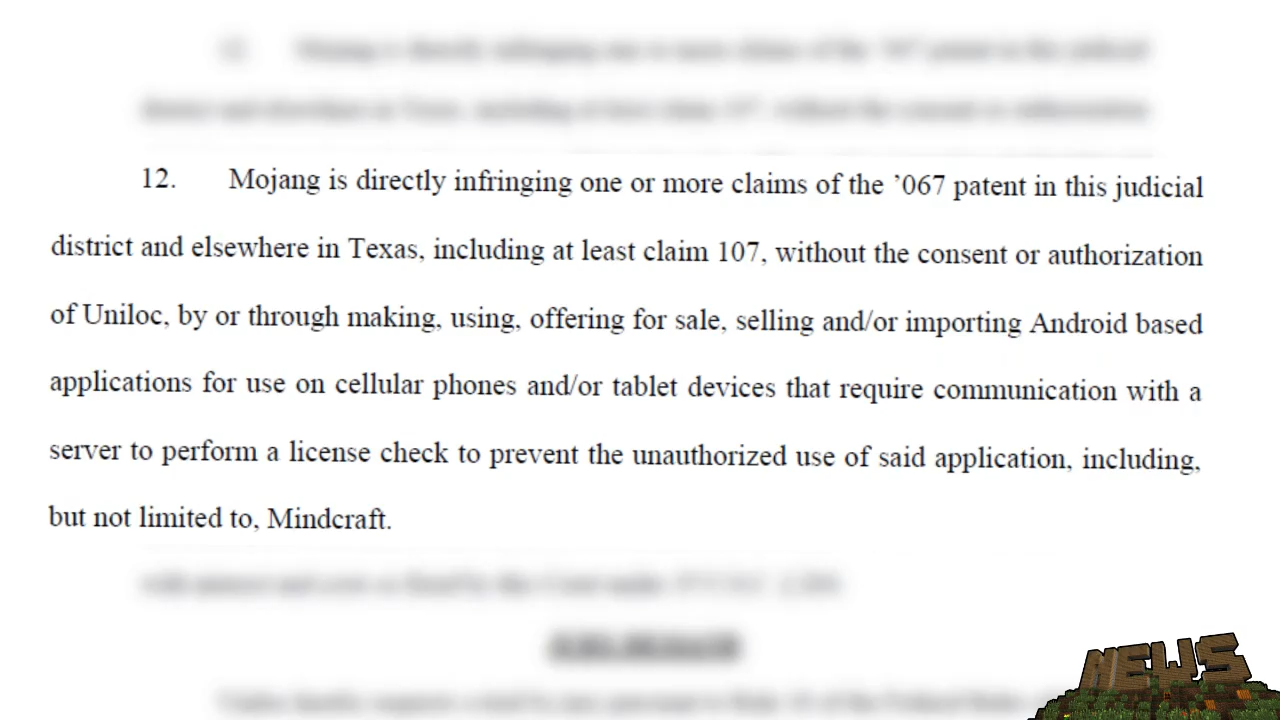 12. Mojang is directly infringing one or more claims of the ’067 patent in this judicial
district and elsewhere in Texas, including at least claim 107, without the consent or authorization
of Uniloc, by or through making, using, offering for sale, selling and/or importing Android based
applications for use on cellular phones and/or tablet devices that require communication with a
server to perform a license check to prevent the unauthorized use of said application, including,
but not limited to, Mindcraft.
NEWS